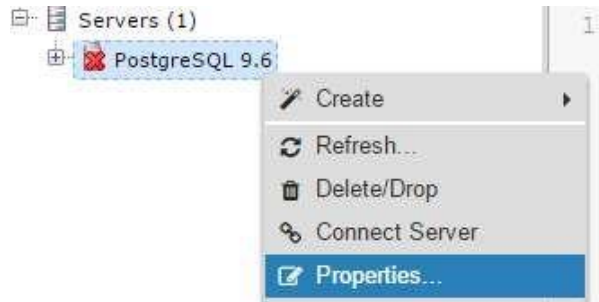 Servers (1)
1
PostgreSQL 9.6
Create
Refresh...
Delete/Drop
Connect Server
Properties...